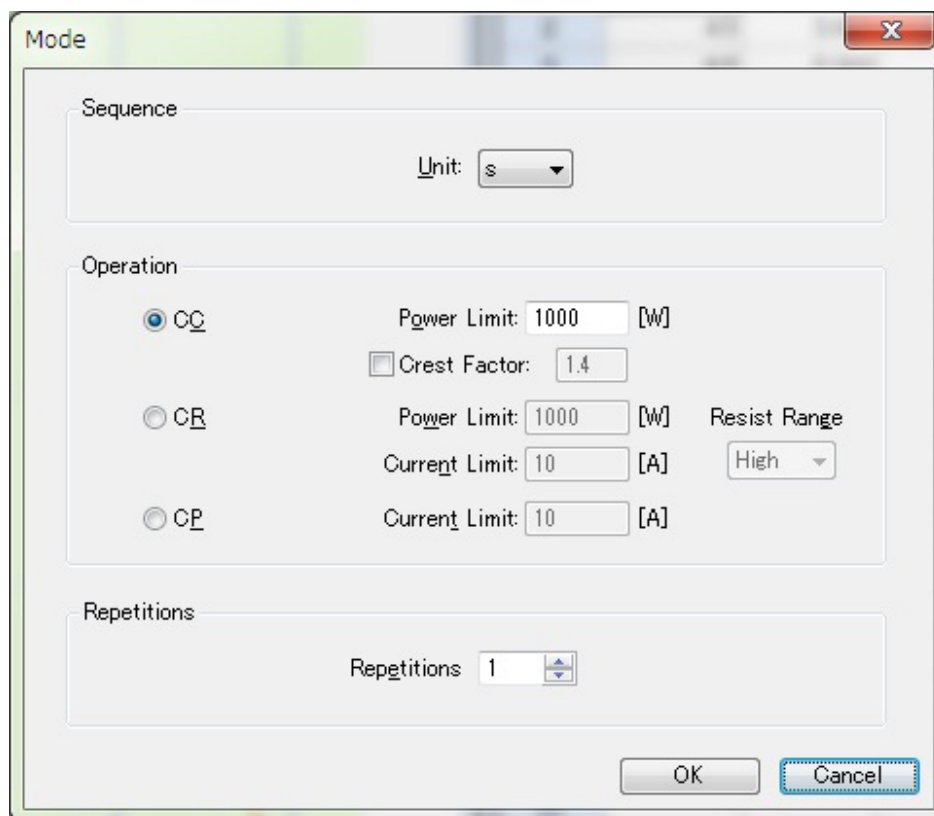 Mode
Sequence
Unit: s
Operation
CC Power Limit: 1000 [W]
Crest Factor: 1.4
CR Power Limit: 1000 [W] Resist Range
Current Limit: 10 [A] High
CP Current Limit: 10 [A]
Repetitions
Repetitions 1
OK Cancel